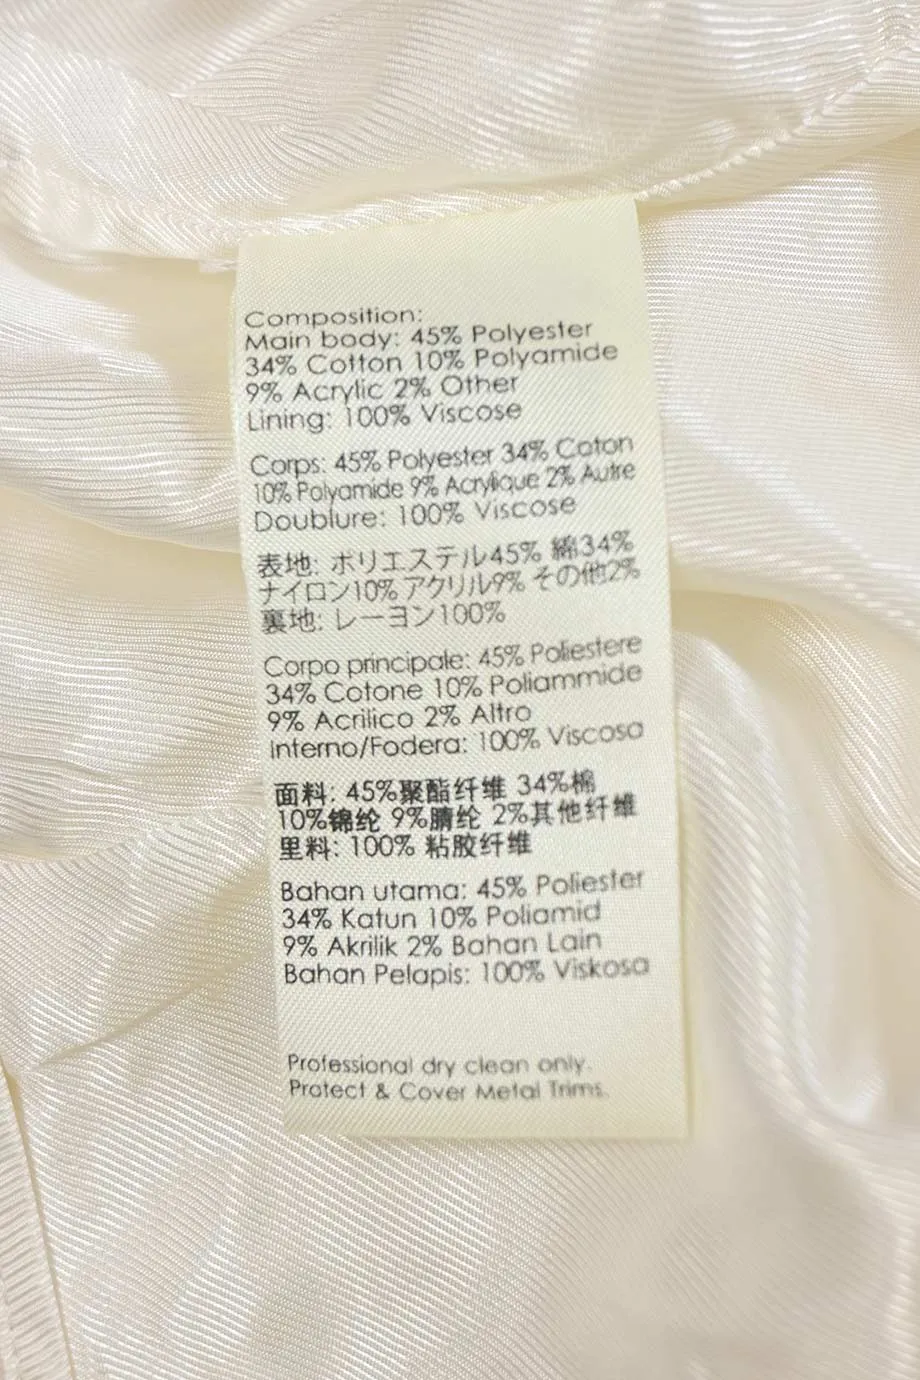 Composition:
Main body: 45% Polyester
34% Cotton 10% Polyamide
9% Acrylic 2% Other
Lining: 100% Viscose
Corps: 45% Polyester 34% Coton
10% Polyamide 9% Acrylique 2% Autre
Doublure: 100% Viscose
表地: ポリエステル45% 綿34%
ナイロン10% アクリル9% その他2%
裏地: レーヨン100%
Corpo principale: 45% Poliestere
34% Cotone 10% Poliammide
9% Acrilico 2% Altro
Interno/Fodera: 100% Viscosa
面料: 45%聚酯纤维 34%棉
10%锦纶 9%腈纶 2%其他纤维
里料: 100% 粘胶纤维
Bahan utama: 45% Poliester
34% Katun 10% Poliamid
9% Akrilik 2% Bahan Lain
Bahan Pelapis: 100% Viskosa
Professional dry clean only.
Protect & Cover Metal Trims.